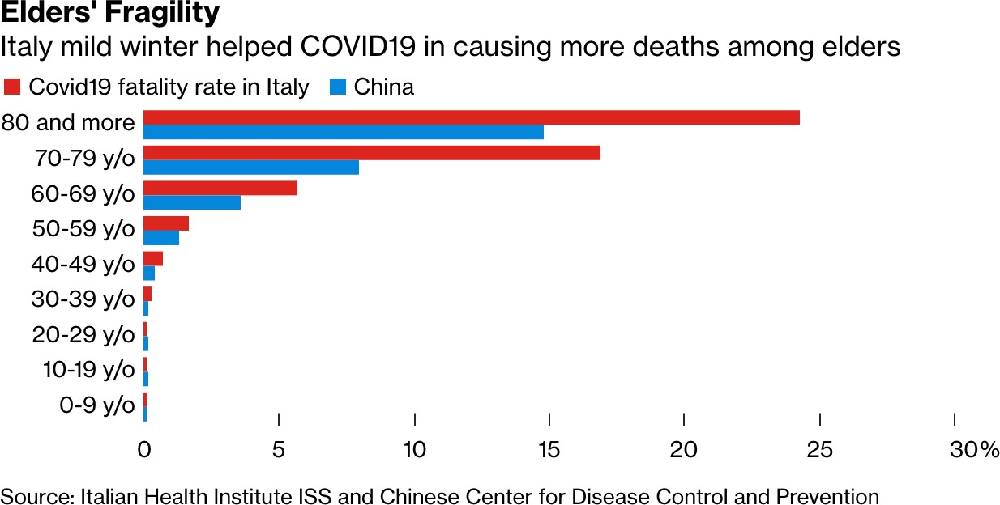 Elders' Fragility
Italy mild winter helped COVID19 in causing more deaths among elders
Covid19 fatality rate in Italy China
80 and more
70-79 y/o
60-69 y/o
50-59 y/o
40-49 y/o
30-39 y/o
20-29 y/o
10-19 y/o
0-9 y/o
0 5 10 15 20 25 30%
Source: Italian Health Institute ISS and Chinese Center for Disease Control and Prevention